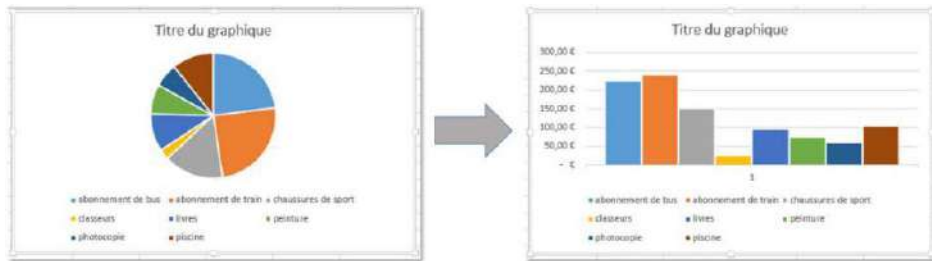 Titre du graphique
abonnement de bus abonnement de train chaussures de sport
classeurs livres peinture
photocopie piscine
Titre du graphique
300,00 €
250,00 €
200,00 €
150,00 €
100,00 €
50,00 €
- €
1
abonnement de bus abonnement de train chaussures de sport
classeurs livres peinture
photocopie piscine